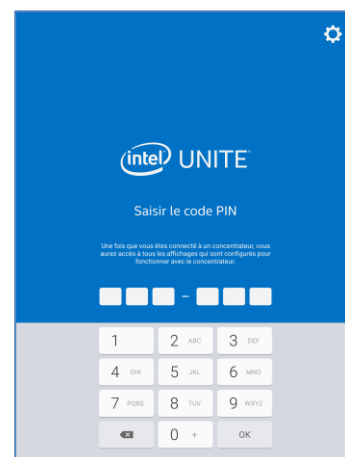 intel UNITE
Saisir le code PIN
Une fois que vous êtes connecté à un concentrateur, vous
aurez accès à tous les affichages qui sont configurés pour
fonctionner avec le concentrateur.
-
1 2 ABC 3 DEF
4 GHI 5 JKL 6 MNO
7 PQRS 8 TUV 9 WXYZ
0 + OK